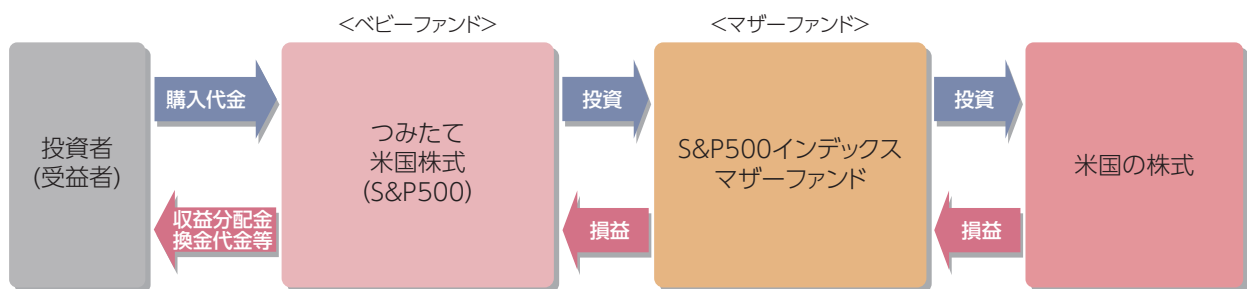 <ベビーファンド>
<マザーファンド>
投資者
(受益者)
購入代金
収益分配金
換金代金等
つみたて
米国株式
(S&P500)
投資
損益
S&P500インデックス
マザーファンド
投資
損益
米国の株式